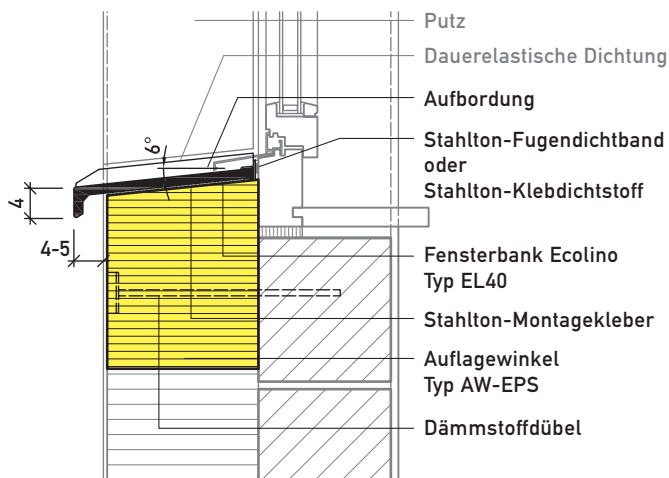 Putz
Dauerelastische Dichtung
Aufbordung
Stahlton-Fugendichtband
oder
Stahlton-Klebdichtstoff
Fensterbank Ecolino
Typ EL40
Stahlton-Montagekleber
Auflagewinkel
Typ AW-EPS
Dämmstoffdübel
6°
4
4-5